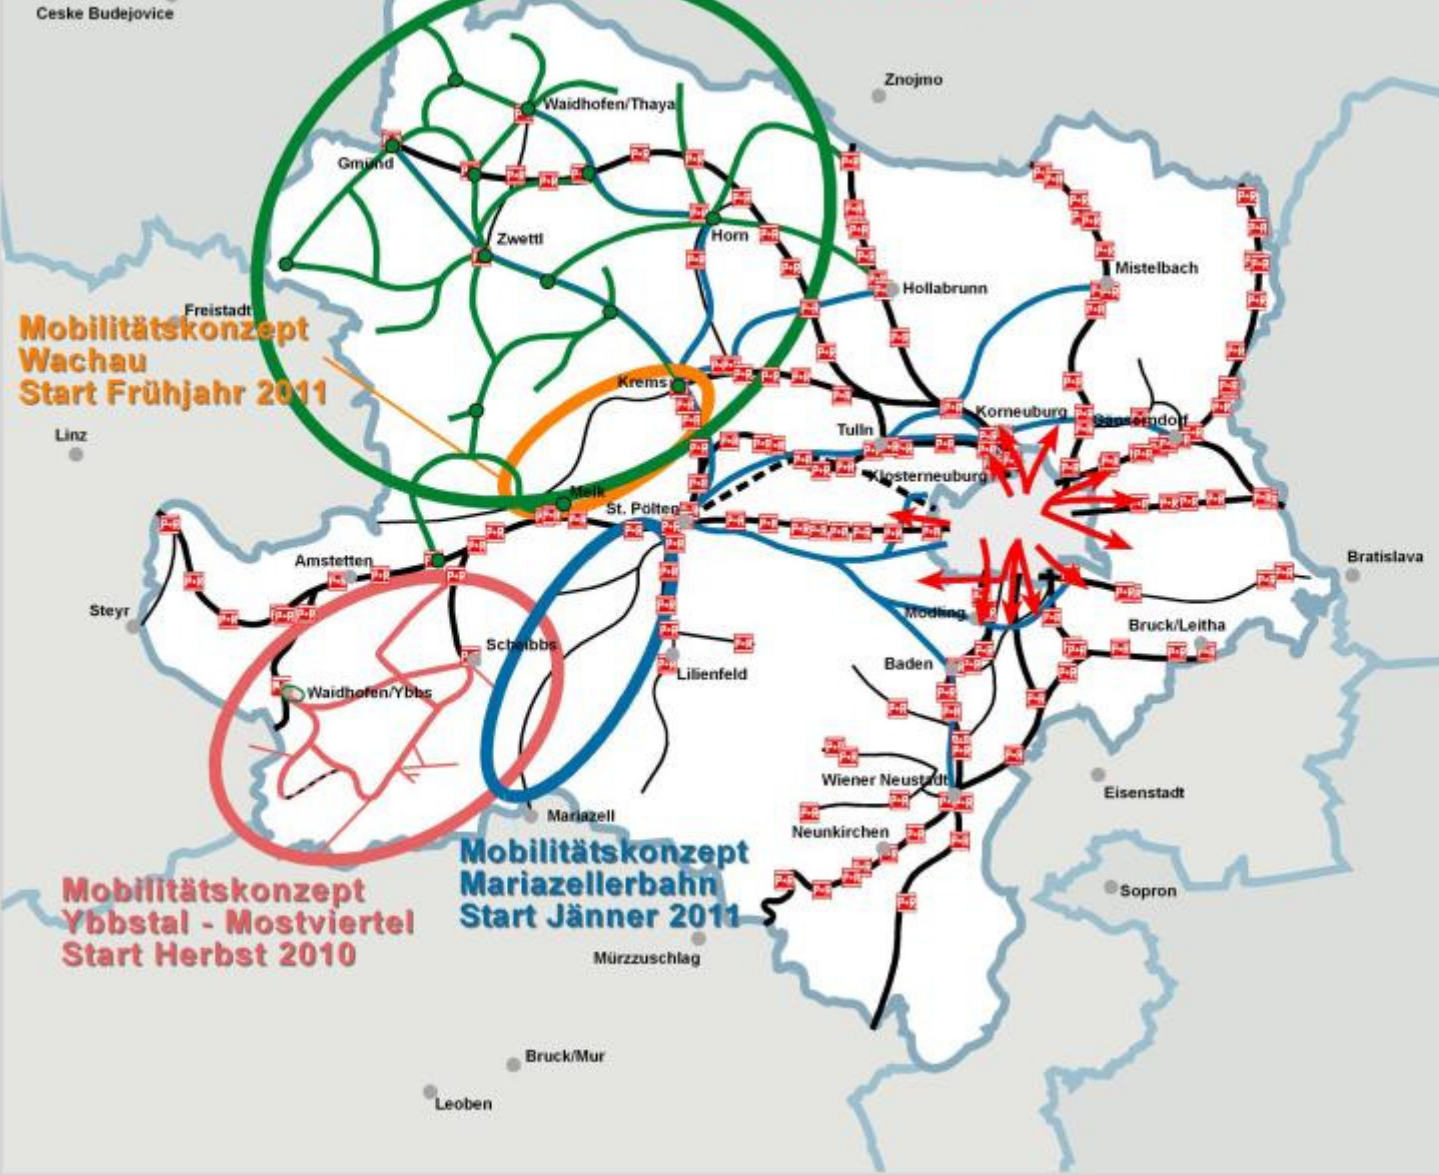 Ceske Budejovice
Znojmo
Waidhofen/Thaya
Gmünd
Zwettl
Horn
Mistelbach
Hollabrunn
Freistadt
Mobilitätskonzept
Wachau
Start Frühjahr 2011
Krems
Korneuburg
Gänserndorf
Linz
Tulln
Klosterneuburg
Melk
St. Pölten
Amstetten
Bratislava
Steyr
Mödling
Bruck/Leitha
Scheibbs
Baden
Lilienfeld
Waidhofen/Ybbs
Wiener Neustadt
Eisenstadt
Mariazell
Neunkirchen
Mobilitätskonzept
Mariazellerbahn
Start Jänner 2011
Mobilitätskonzept
Ybbstal - Mostviertel
Start Herbst 2010
Sopron
Mürzzuschlag
Bruck/Mur
Leoben